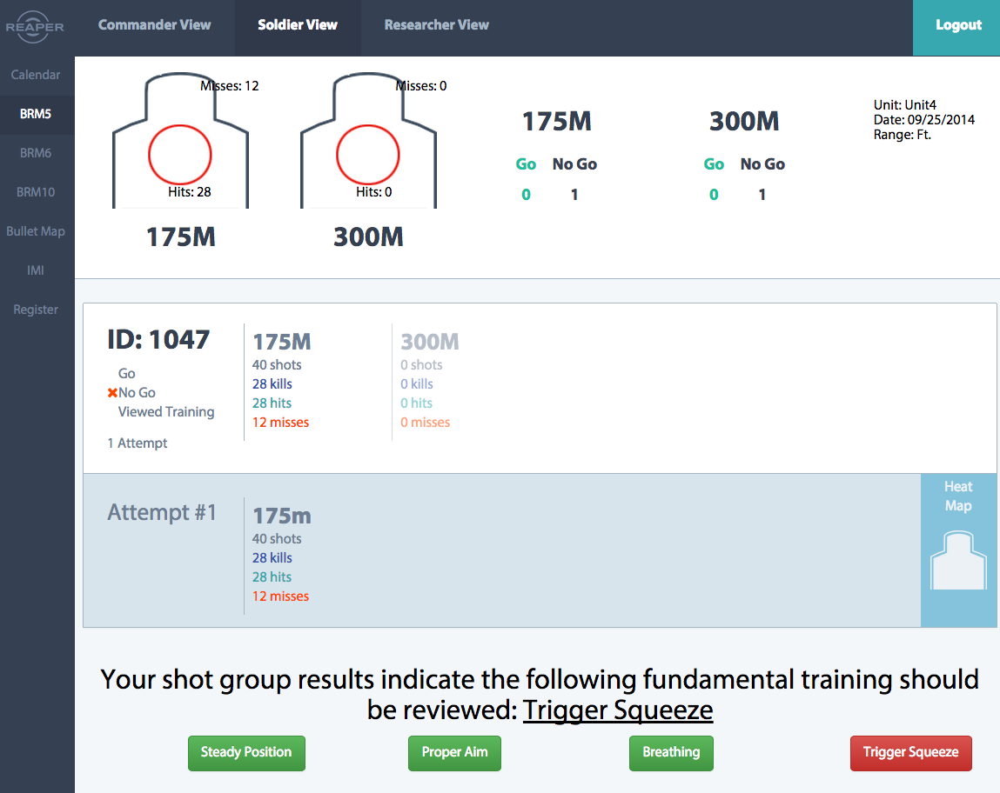 REAPER
Commander View
Soldier View
Researcher View
Logout
Calendar
BRM5
BRM6
BRM10
Bullet Map
IMI
Register
Misses: 12
Hits: 28
175M
Misses: 0
Hits: 0
300M
175M
Go No Go
0 1
300M
Go No Go
0 1
Unit: Unit4
Date: 09/25/2014
Range: Ft.
ID: 1047
Go
No Go
Viewed Training
1 Attempt
175M
40 shots
28 kills
28 hits
12 misses
300M
0 shots
0 kills
0 hits
0 misses
Attempt #1
175m
40 shots
28 kills
28 hits
12 misses
Heat
Map
Your shot group results indicate the following fundamental training should
be reviewed: Trigger Squeeze
Steady Position
Proper Aim
Breathing
Trigger Squeeze